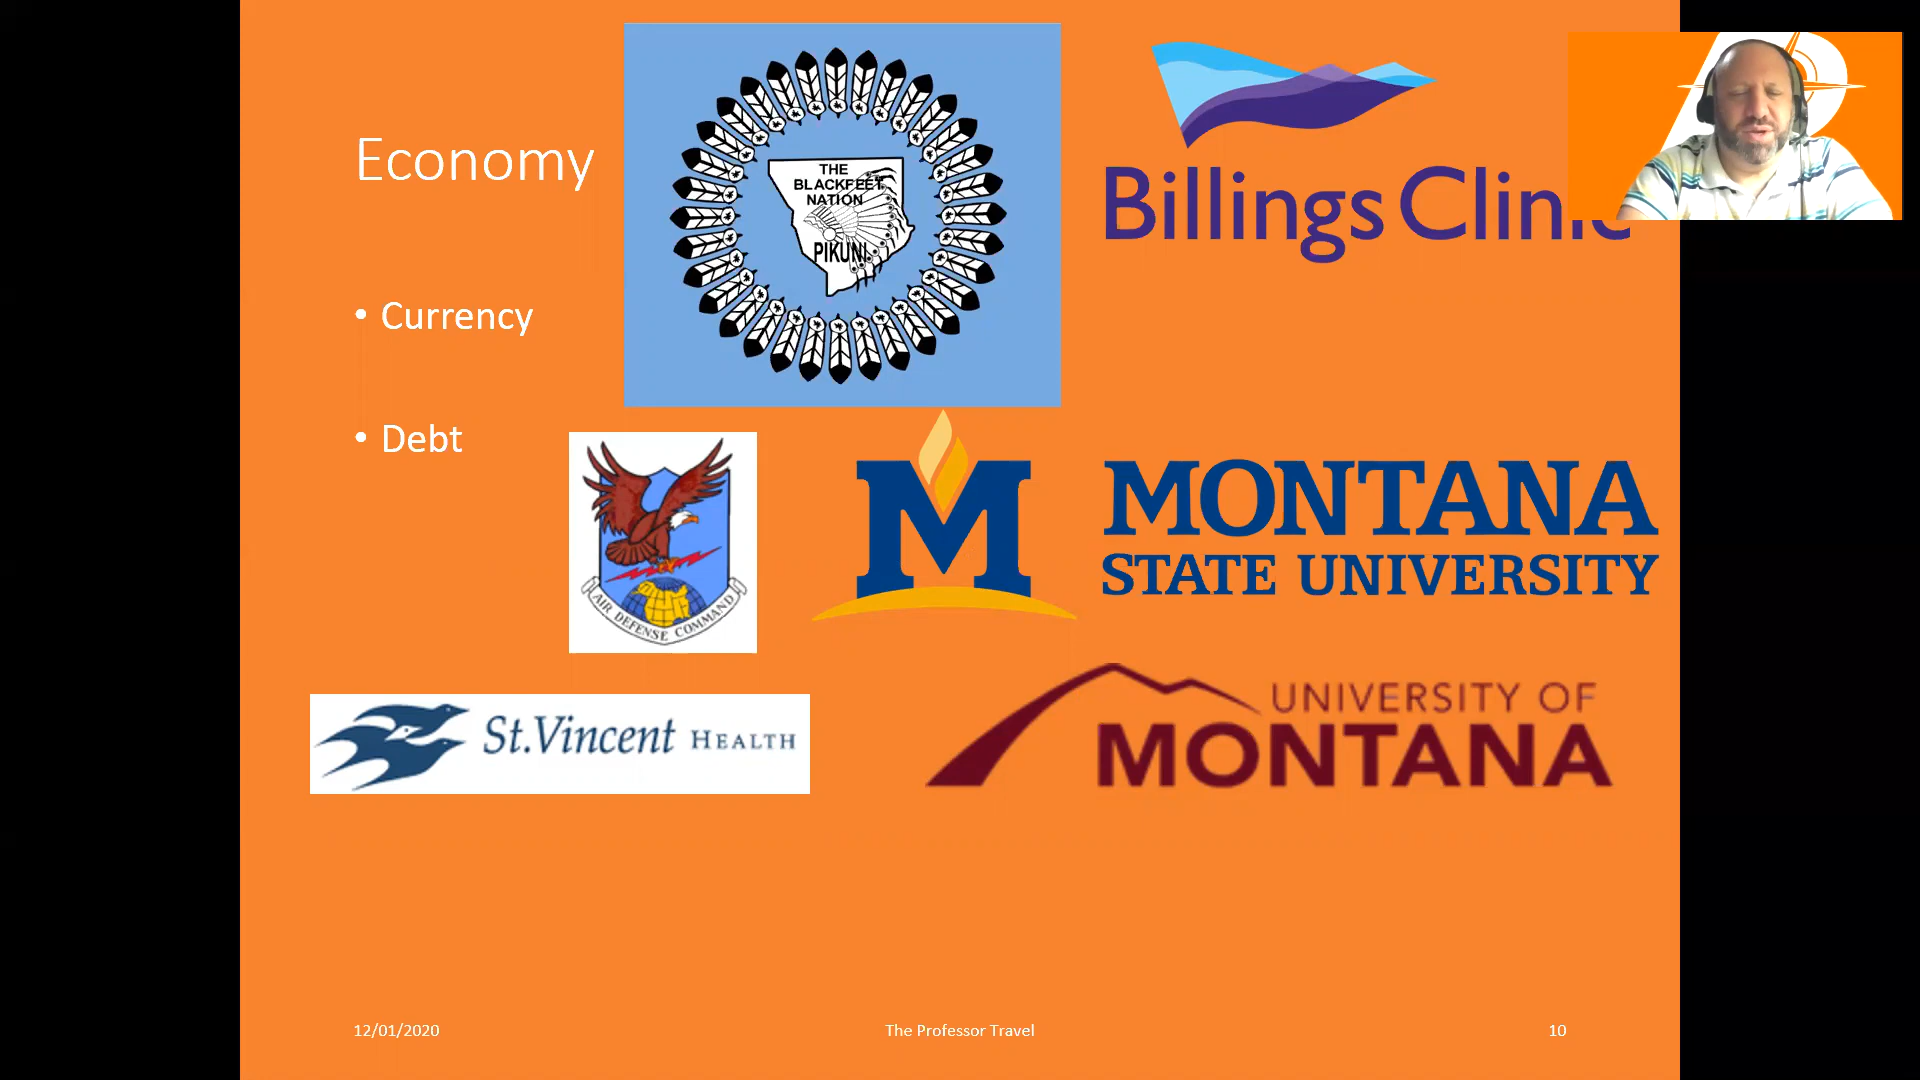 Economy
• Currency
• Debt
THE
BLACKFEET
NATION
PIKUNI
Billings Clinic
AIR DEFENSE COMMAND
M
MONTANA
STATE UNIVERSITY
St.Vincent HEALTH
UNIVERSITY OF
MONTANA
12/01/2020
The Professor Travel
10